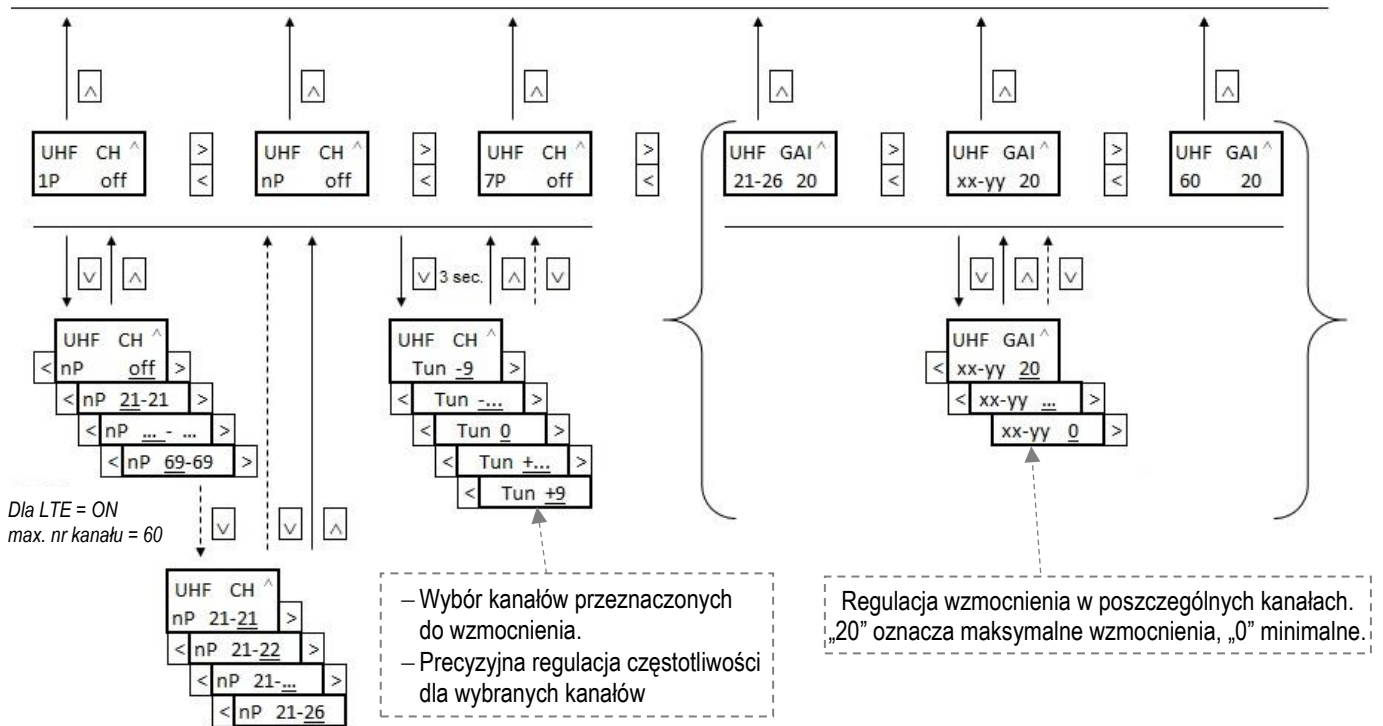 ^ ^ ^ ^ ^ ^
UHF CH ^
1P off
> <
UHF CH ^
nP off
> <
UHF CH ^
7P off
> <
UHF GAI ^
21-26 20
> <
UHF GAI ^
xx-yy 20
> <
UHF GAI ^
60 20
v ^
v 3 sec. ^ v
v ^ v
UHF CH ^
< nP off >
< nP 21-21 >
< nP ... - ... >
< nP 69-69 >
UHF CH ^
Tun -9 >
< Tun -... >
< Tun 0 >
< Tun +... >
< Tun +9
UHF GAI ^
< xx-yy 20
< xx-yy ... >
xx-yy 0 >
Dla LTE = ON
max. nr kanału = 60
v v ^
UHF CH ^
nP 21-21 >
< nP 21-22 >
< nP 21-... >
< nP 21-26
– Wybór kanałów przeznaczonych
do wzmocnienia.
– Precyzyjna regulacja częstotliwości
dla wybranych kanałów
Regulacja wzmocnienia w poszczególnych kanałach.
„20” oznacza maksymalne wzmocnienia, „0” minimalne.